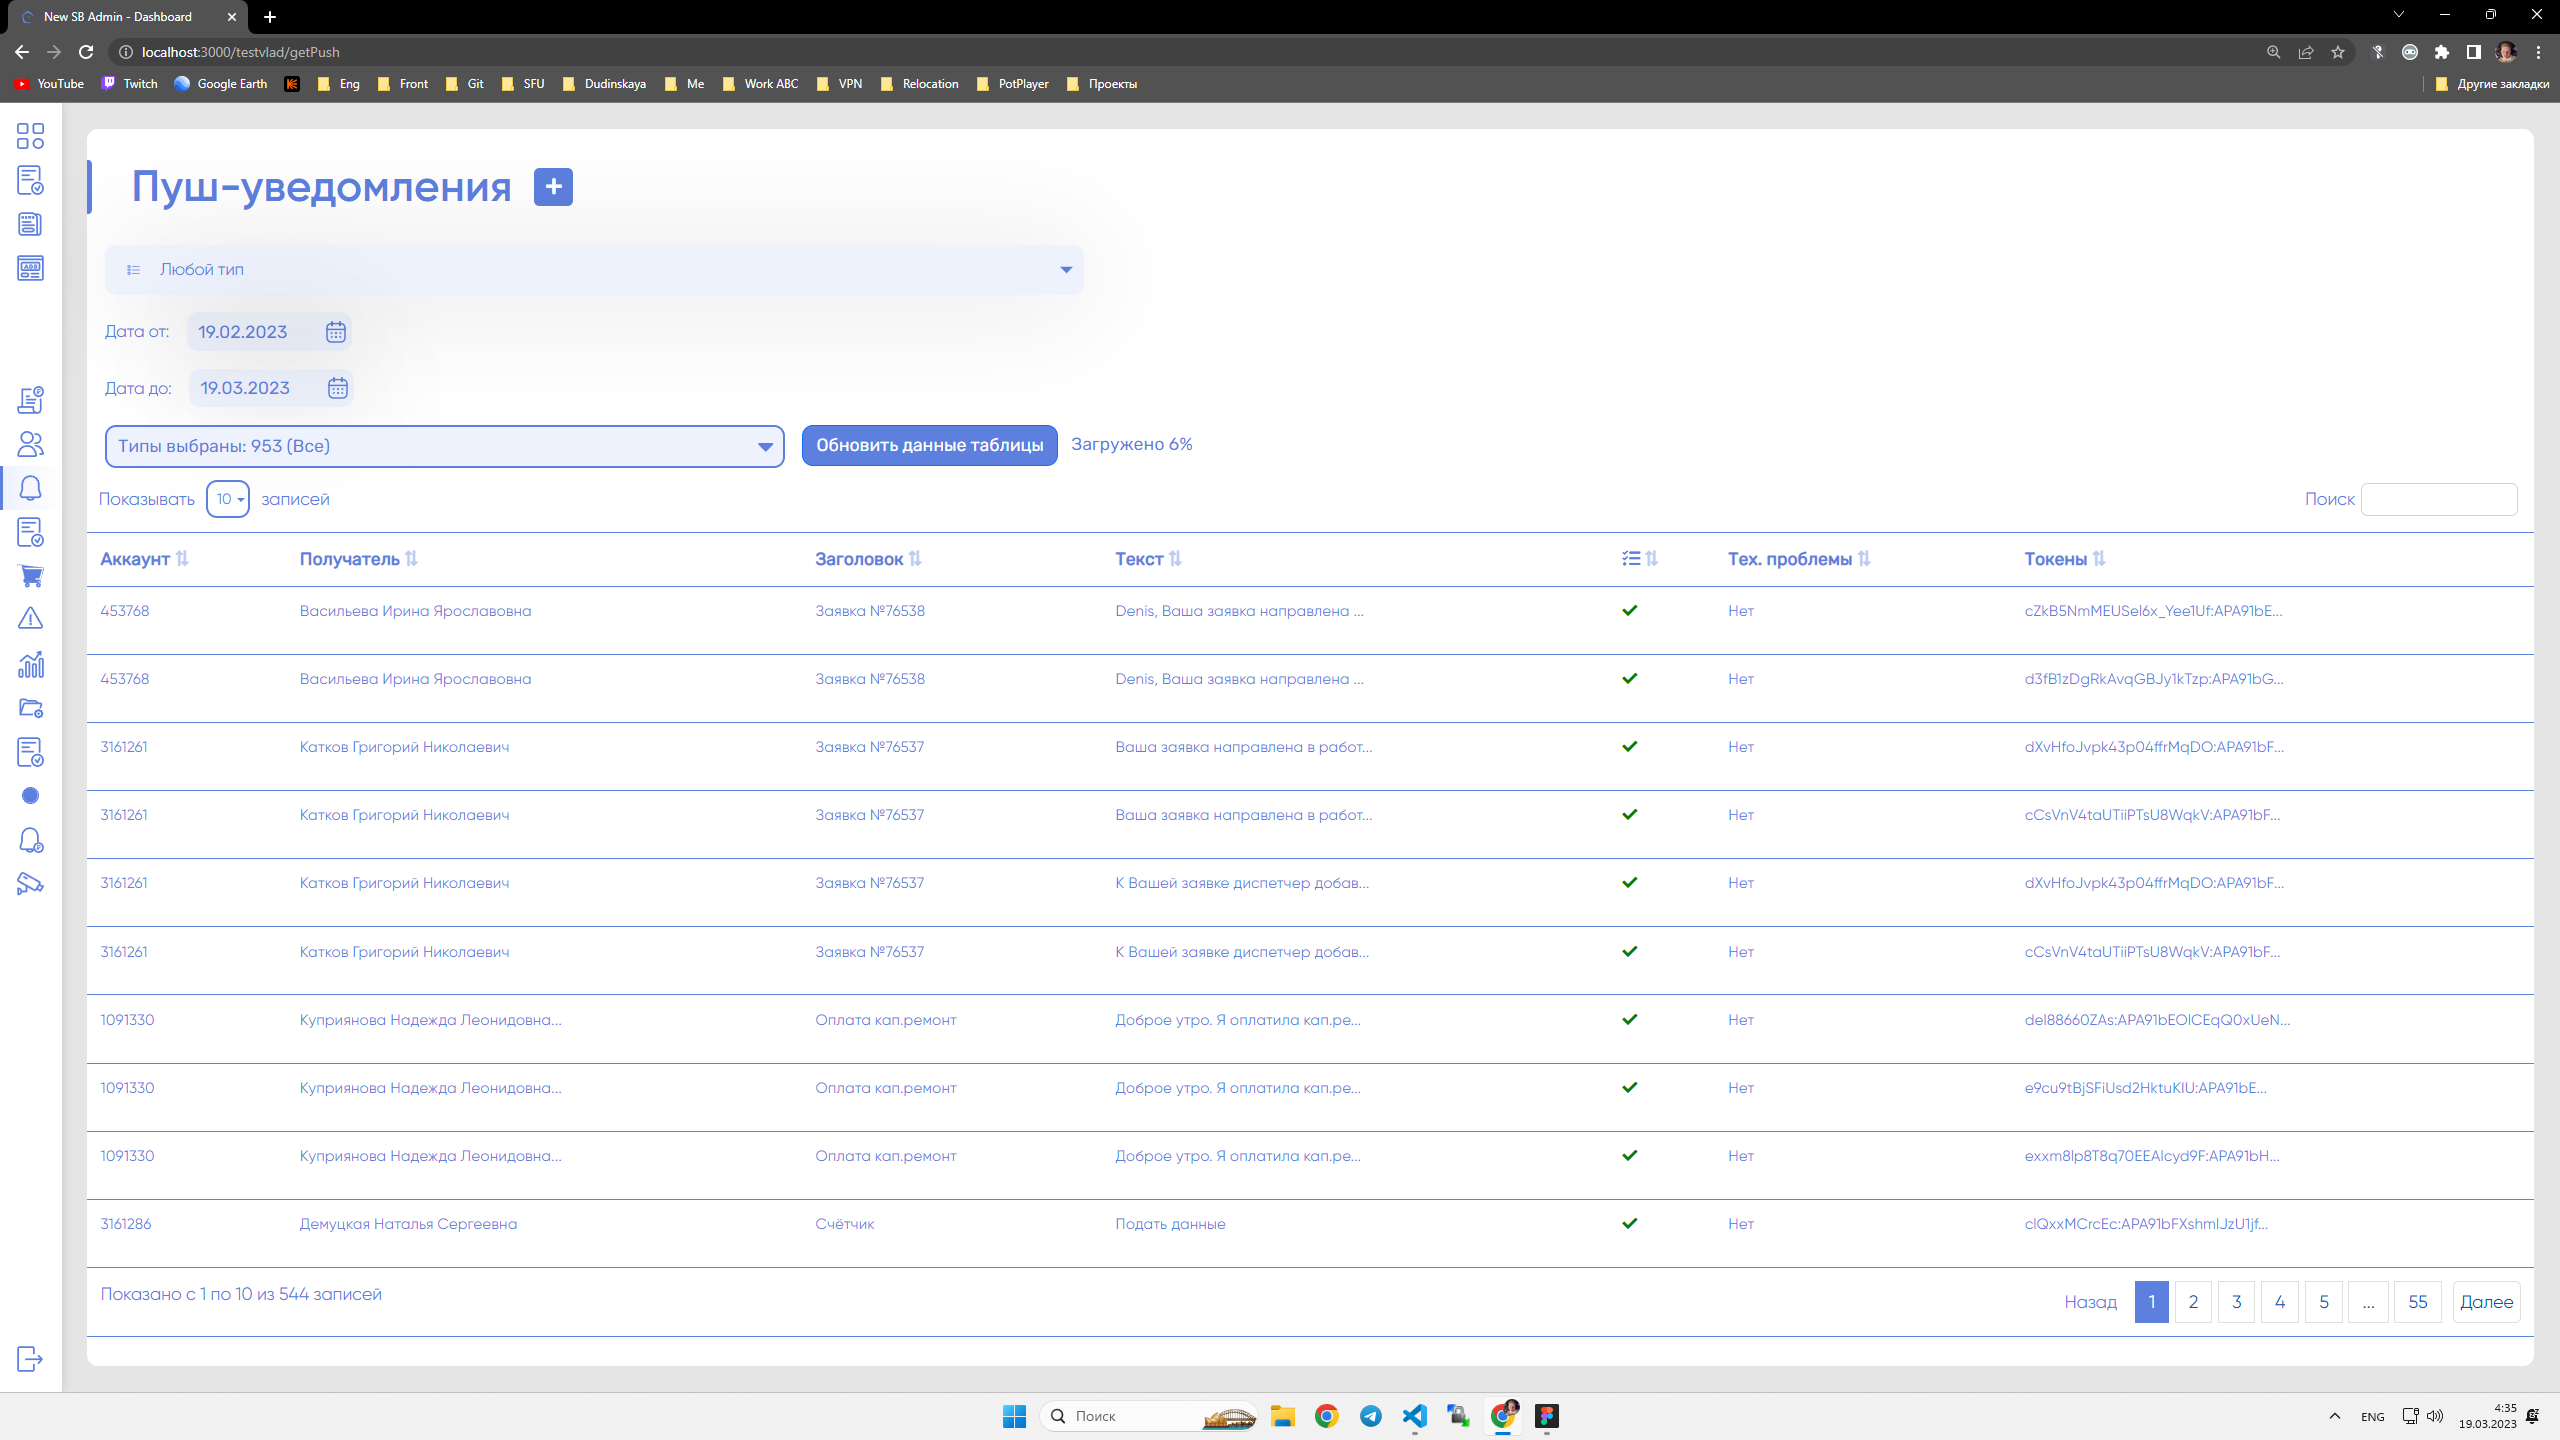 New SB Admin - Dashboard
localhost:3000/testvlad/getPush
YouTube Twitch Google Earth Eng Front Git SFU Dudinskaya Me Work ABC VPN Relocation PotPlayer Проекты Другие закладки
Пуш-уведомления +
Любой тип
Дата от: 19.02.2023
Дата до: 19.03.2023
Типы выбраны: 953 (Все) Обновить данные таблицы Загружено 6%
Показывать 10 записей Поиск
Аккаунт Получатель Заголовок Текст Тех. проблемы Токены
453768 Васильева Ирина Ярославовна Заявка №76538 Denis, Ваша заявка направлена ... Нет cZkB5NmMEUSel6x_Yee1Uf:APA91bE...
453768 Васильева Ирина Ярославовна Заявка №76538 Denis, Ваша заявка направлена ... Нет d3fB1zDgRkAvqGBJy1kTzp:APA91bG...
3161261 Катков Григорий Николаевич Заявка №76537 Ваша заявка направлена в работ... Нет dXvHfoJvpk43p04ffrMqDO:APA91bF...
3161261 Катков Григорий Николаевич Заявка №76537 Ваша заявка направлена в работ... Нет cCsVnV4taUTiiPTsU8WqkV:APA91bF...
3161261 Катков Григорий Николаевич Заявка №76537 К Вашей заявке диспетчер добав... Нет dXvHfoJvpk43p04ffrMqDO:APA91bF...
3161261 Катков Григорий Николаевич Заявка №76537 К Вашей заявке диспетчер добав... Нет cCsVnV4taUTiiPTsU8WqkV:APA91bF...
1091330 Куприянова Надежда Леонидовна... Оплата кап.ремонт Доброе утро. Я оплатила кап.ре... Нет del88660ZAs:APA91bEOlCEqQ0xUeN...
1091330 Куприянова Надежда Леонидовна... Оплата кап.ремонт Доброе утро. Я оплатила кап.ре... Нет e9cu9tBjSFiUsd2HktuKIU:APA91bE...
1091330 Куприянова Надежда Леонидовна... Оплата кап.ремонт Доброе утро. Я оплатила кап.ре... Нет exxm8lp8T8q70EEAlcyd9F:APA91bH...
3161286 Демуцкая Наталья Сергеевна Счётчик Подать данные Нет clQxxMCrcEc:APA91bFXshmlJzU1jf...
Показано с 1 по 10 из 544 записей Назад 1 2 3 4 5 ... 55 Далее
Поиск ENG 4:35
19.03.2023